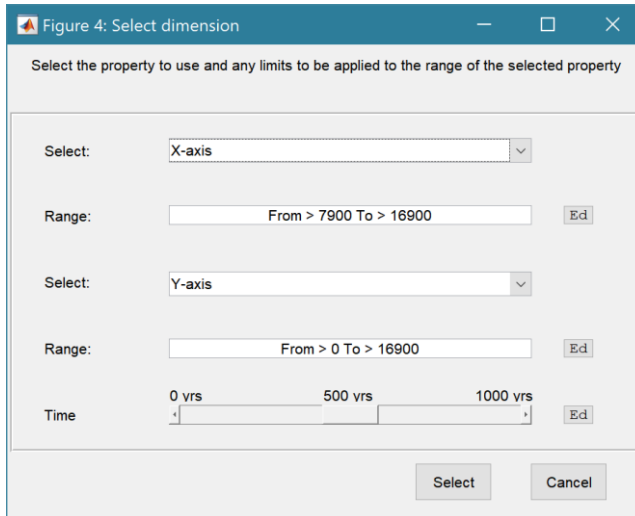 Figure 4: Select dimension
Select the property to use and any limits to be applied to the range of the selected property
Select: X-axis
Range: From > 7900 To > 16900 Ed
Select: Y-axis
Range: From > 0 To > 16900 Ed
0 yrs 500 yrs 1000 yrs
Time Ed
Select Cancel